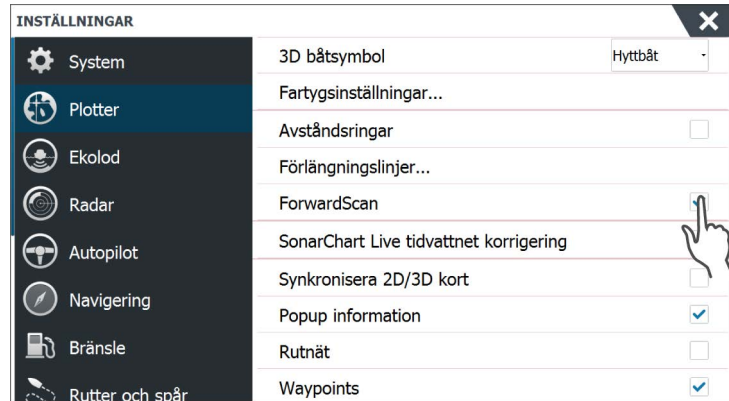 INSTÄLLNINGAR
System
Plotter
Ekolod
Radar
Autopilot
Navigering
Bränsle
Rutter och spår
3D båtsymbol
Hyttbåt
Fartygsinställningar...
Avståndsringar
Förlängningslinjer...
ForwardScan
SonarChart Live tidvattnet korrigering
Synkronisera 2D/3D kort
Popup information
Rutnät
Waypoints